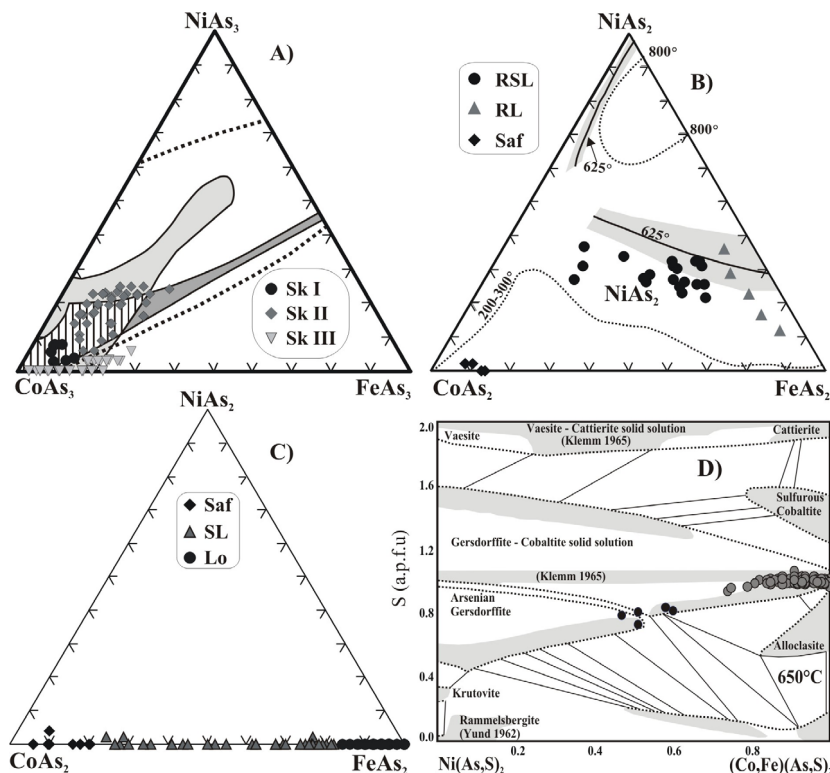 NiAs3
A)
Sk I
Sk II
Sk III
CoAs3
FeAs3
NiAs2
800°
B)
RSL
RL
Saf
800°
625°
625°
NiAs2
200-300°
CoAs2
FeAs2
NiAs2
C)
Saf
SL
Lo
CoAs2
FeAs2
2.0
Vaesite - Cattierite solid solution
(Klemm 1965)
Vaesite
Cattierite
D)
1.6
Sulfurous
Cobaltite
Gersdorffite - Cobaltite solid solution
1.2
(Klemm 1965)
S (a.p.f.u)
Arsenian
Gersdorffite
0.8
Alloclasite
650°C
0.4
Krutovite
Rammelsbergite
(Yund 1962)
0.0
0.2
0.4
0.6
0.8
Ni(As,S)2
(Co,Fe)(As,S)